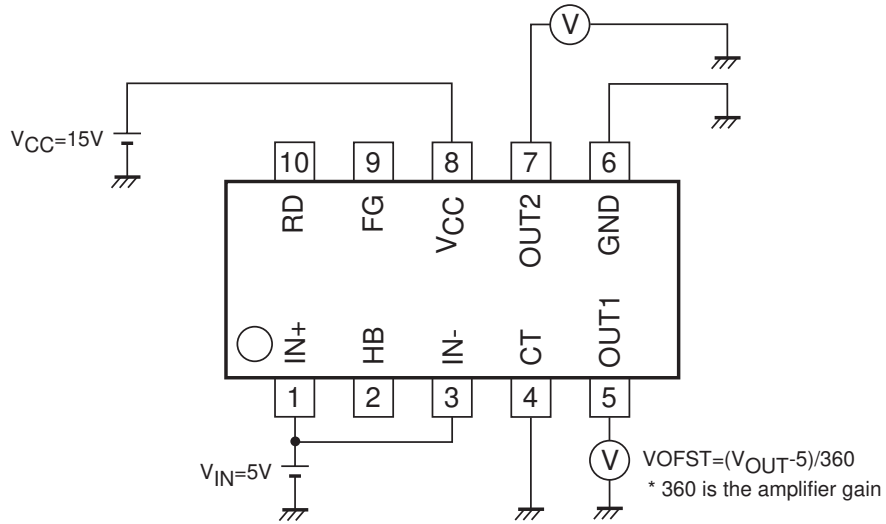 V
VCC=15V
10 9 8 7 6
RD FG VCC OUT2 GND
IN+ HB IN- CT OUT1
1 2 3 4 5
VIN=5V
V VOFST=(VOUT-5)/360
* 360 is the amplifier gain